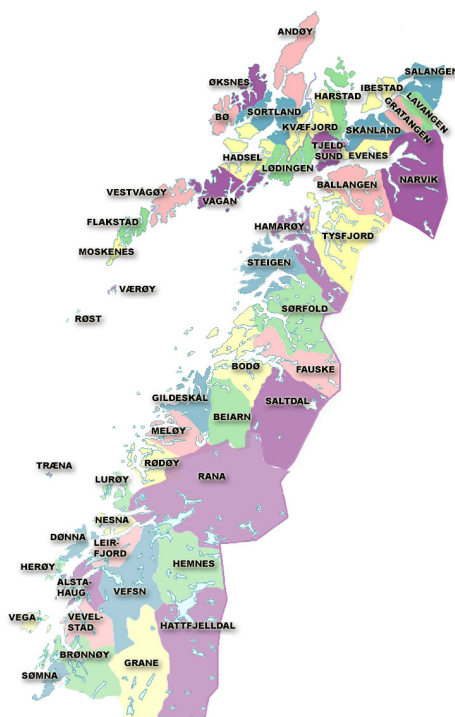 ANDØY
ØKSNES
SALANGEN
IBESTAD
HARSTAD
LAVANGEN
BØ
SORTLAND
GRATANGEN
KVÆFJORD
SKÅNLAND
TJELD-
SUND
EVENES
HADSEL
LØDINGEN
NARVIK
BALLANGEN
VESTVÅGØY
VÅGAN
FLAKSTAD
HAMARØY
TYSFJORD
MOSKENES
STEIGEN
VÆRØY
SØRFOLD
RØST
BODØ
FAUSKE
GILDESKÅL
SALTDAL
BEIARN
MELØY
TRÆNA
RØDØY
LURØY
RANA
NESNA
DØNNA
LEIR-
FJORD
HERØY
HEMNES
ALSTA-
HAUG
VEFSN
VEGA
VEVEL-
STAD
HATTFJELLDAL
BRØNNØY
GRANE
SØMNA